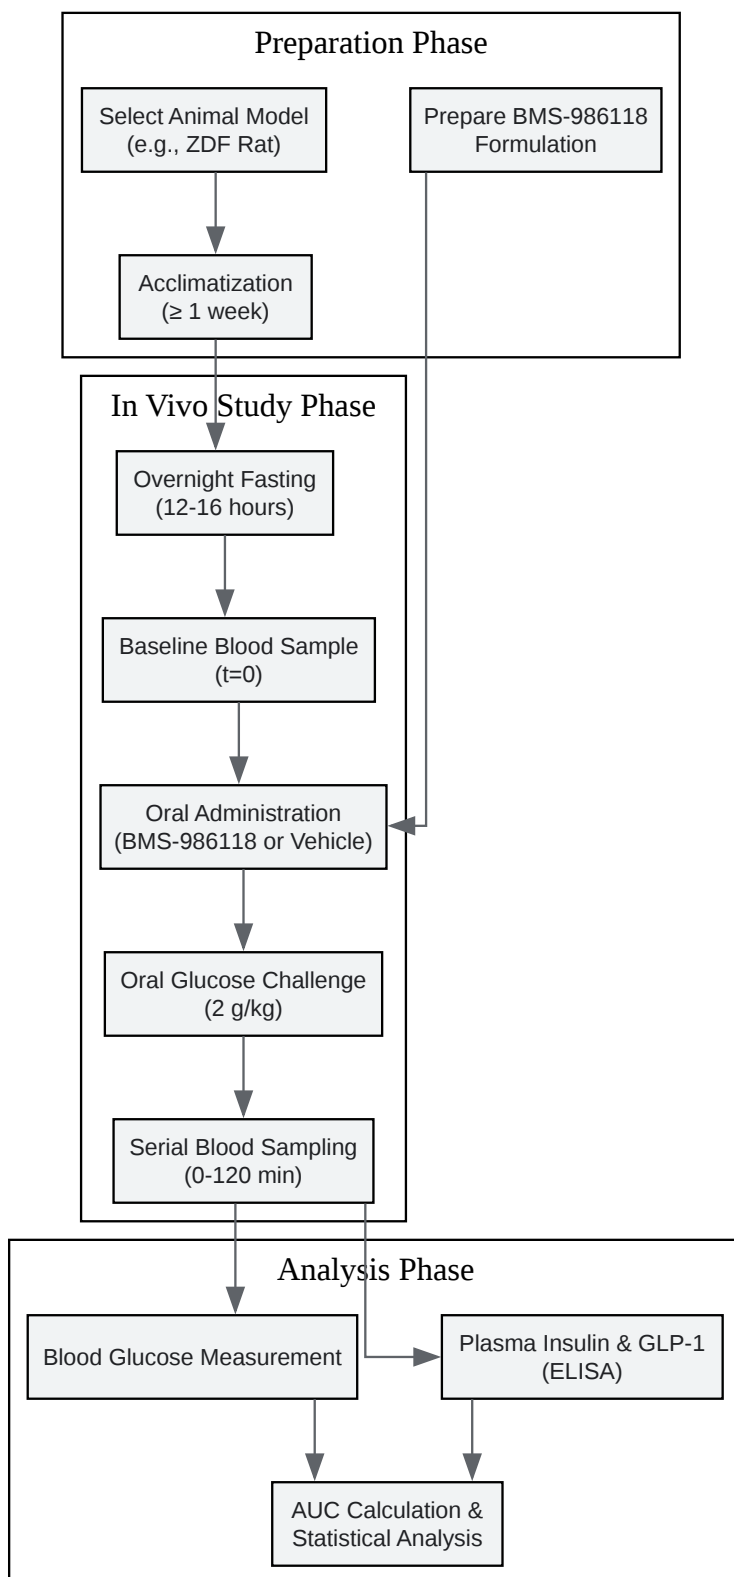 Preparation Phase
Select Animal Model
(e.g., ZDF Rat)
Prepare BMS-986118
Formulation
Acclimatization
(≥ 1 week)
In Vivo Study Phase
Overnight Fasting
(12-16 hours)
Baseline Blood Sample
(t=0)
Oral Administration
(BMS-986118 or Vehicle)
Oral Glucose Challenge
(2 g/kg)
Serial Blood Sampling
(0-120 min)
Analysis Phase
Blood Glucose Measurement
Plasma Insulin & GLP-1
(ELISA)
AUC Calculation &
Statistical Analysis